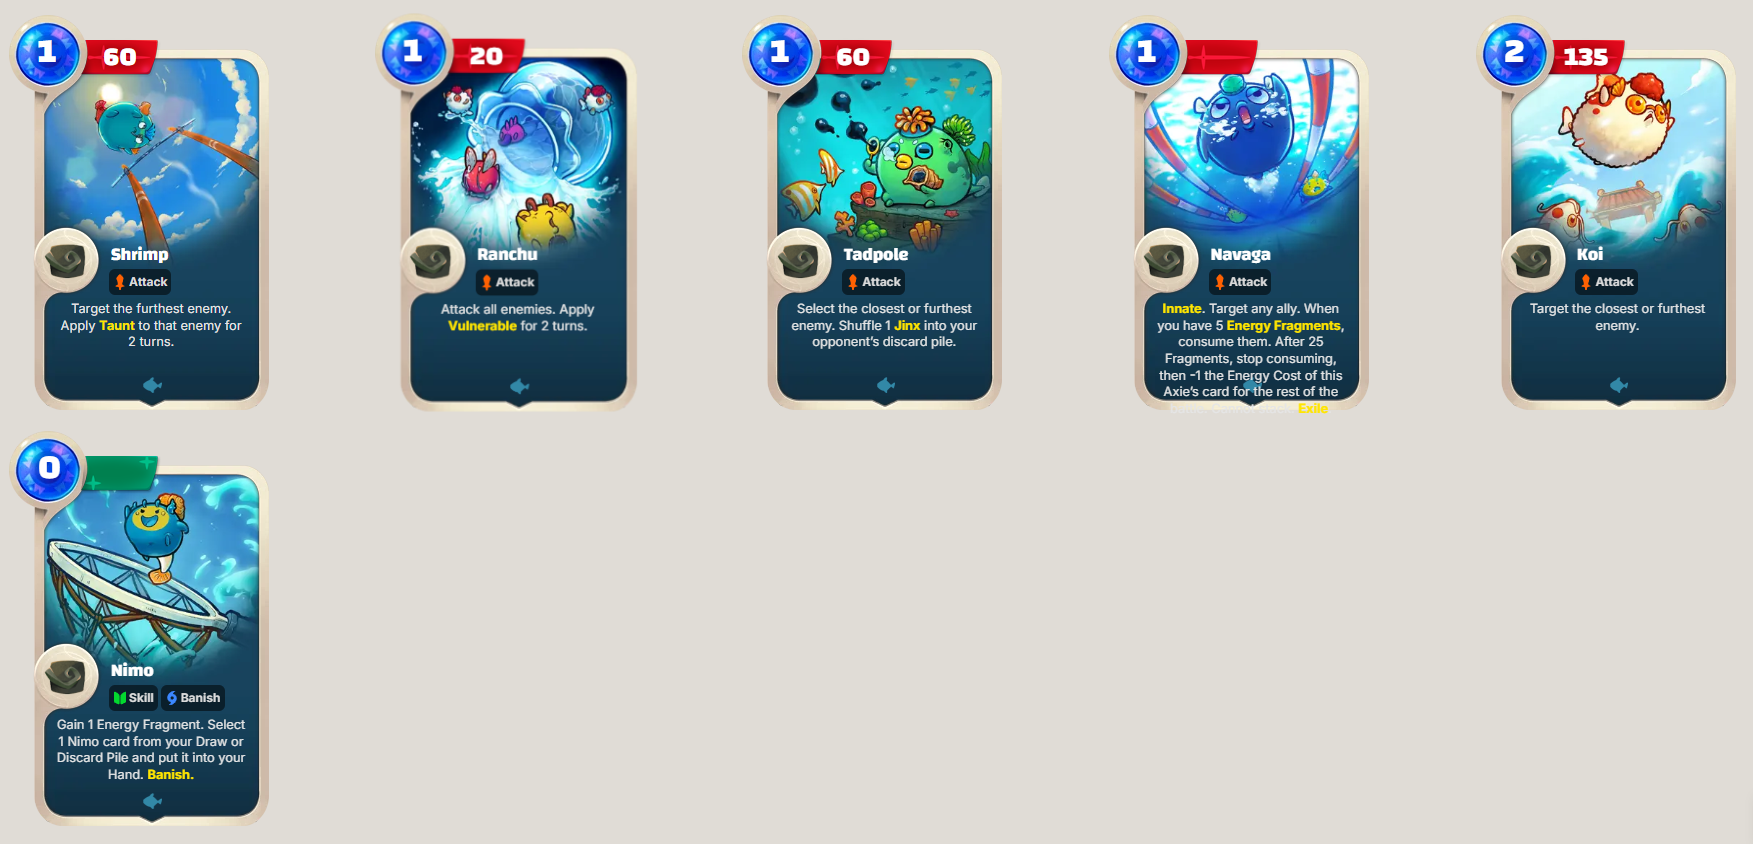 1
60
Shrimp
Attack
Target the furthest enemy.
Apply Taunt to that enemy for
2 turns.
1
20
Ranchu
Attack
Attack all enemies. Apply
Vulnerable for 2 turns.
1
60
Tadpole
Attack
Select the closest or furthest
enemy. Shuffle 1 Jinx into your
opponent's discard pile.
1
Navaga
Attack
Innate. Target any ally. When
you have 5 Energy Fragments,
consume them. After 25
Fragments, stop consuming,
then -1 the Energy Cost of this
Axie's card for the rest of the
Exile
2
135
Koi
Attack
Target the closest or furthest
enemy.
0
Nimo
Skill
Banish
Gain 1 Energy Fragment. Select
1 Nimo card from your Draw or
Discard Pile and put it into your
Hand. Banish.